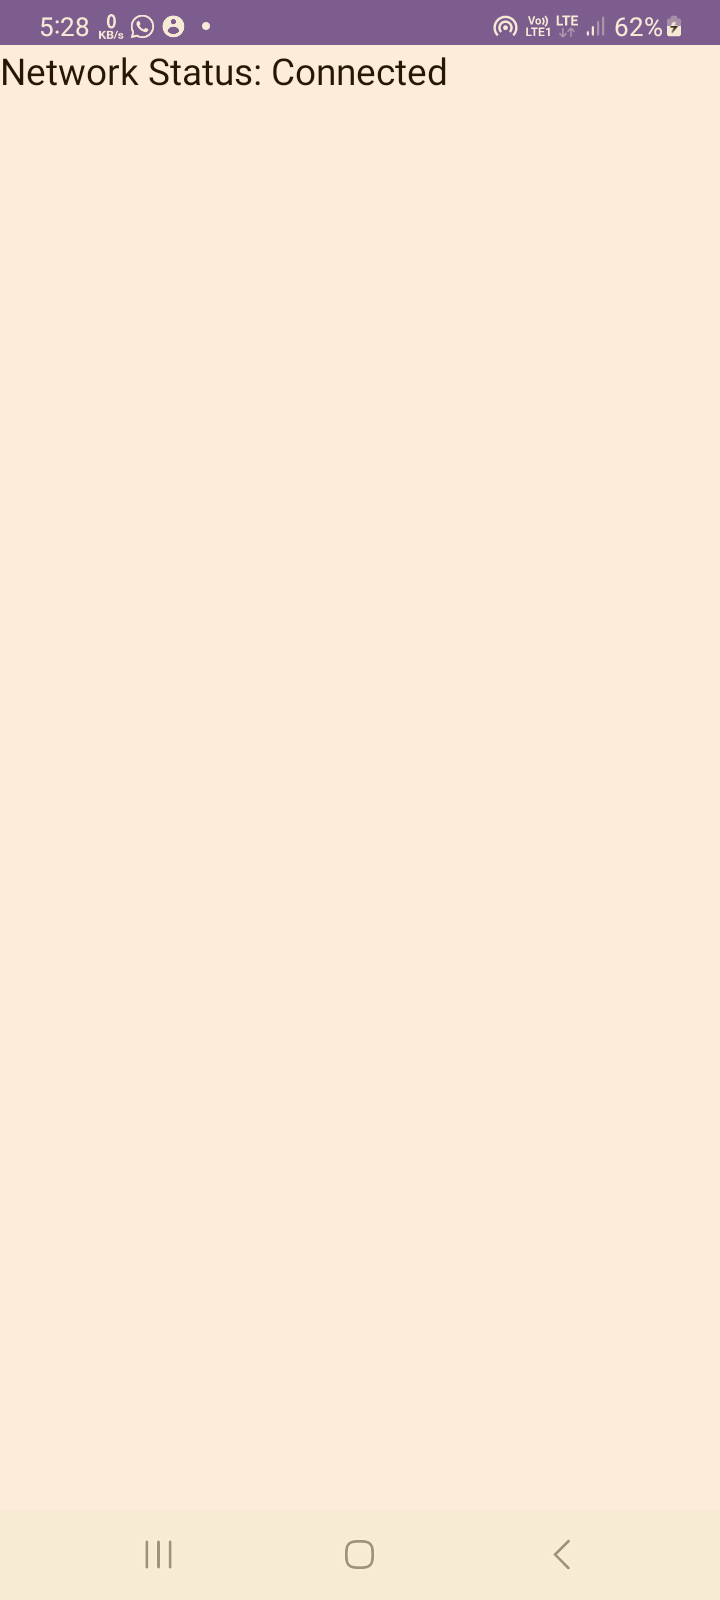 5:28 0 KB/s Vo)) LTE1 LTE 62%
Network Status: Connected